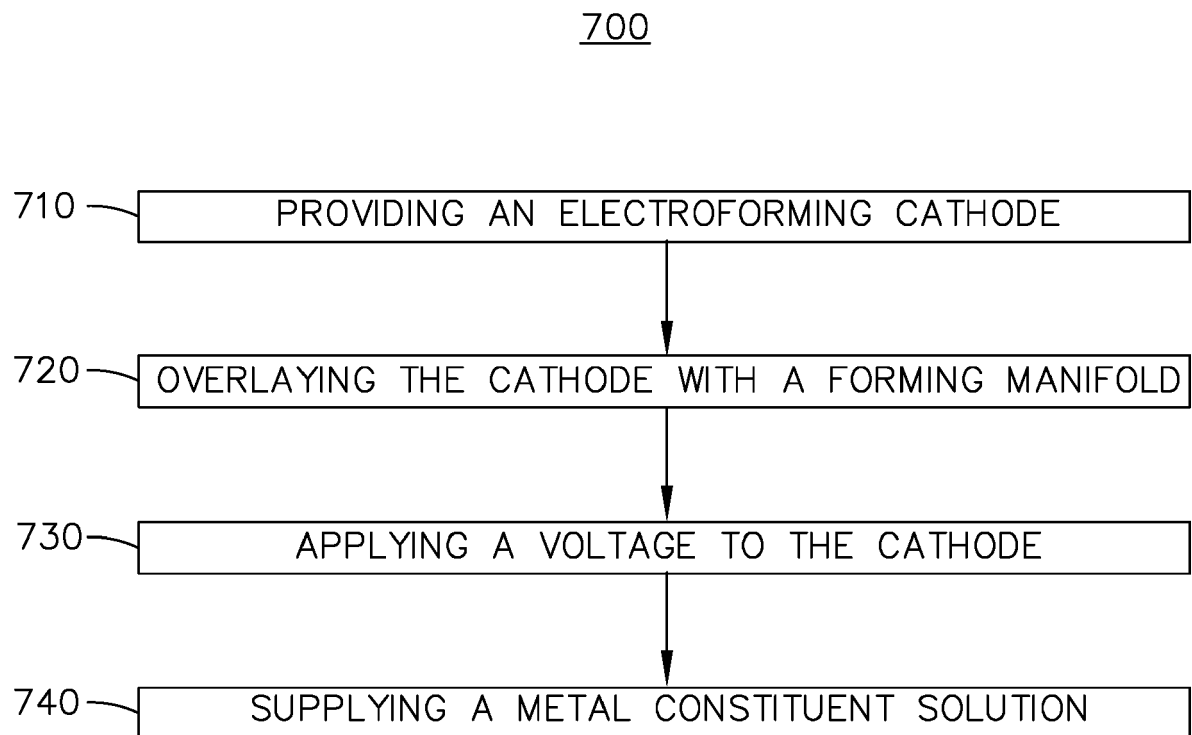 700
710 PROVIDING AN ELECTROFORMING CATHODE
720 OVERLAYING THE CATHODE WITH A FORMING MANIFOLD
730 APPLYING A VOLTAGE TO THE CATHODE
740 SUPPLYING A METAL CONSTITUENT SOLUTION